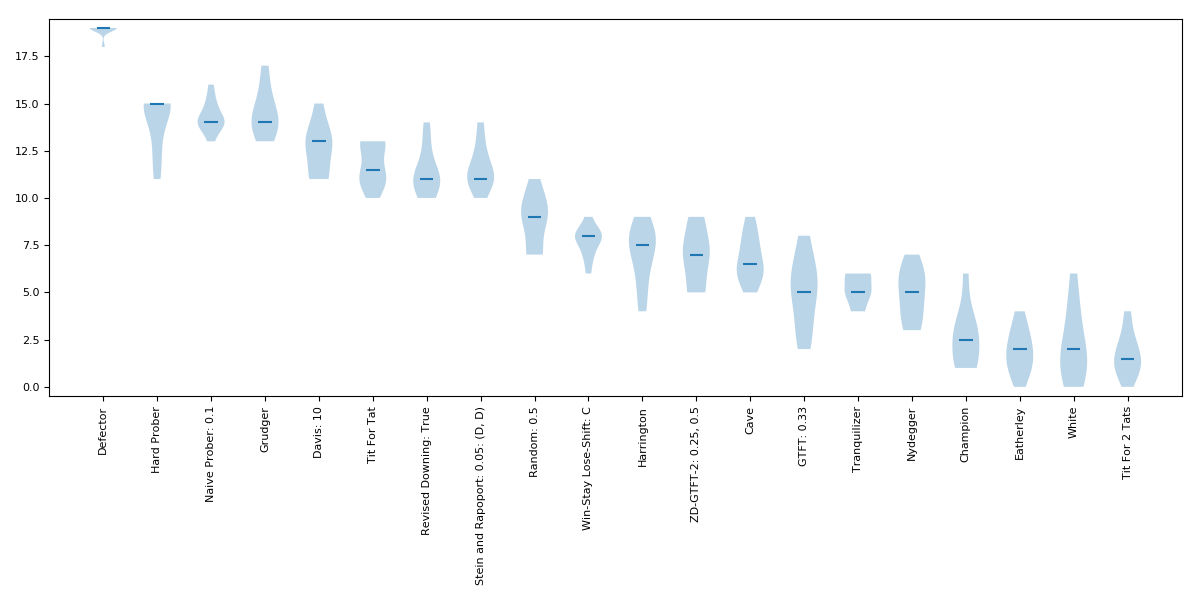 17.5
15.0
12.5
10.0
7.5
5.0
2.5
0.0
Defector
Hard Prober
Naive Prober: 0.1
Grudger
Davis: 10
Tit For Tat
Revised Downing: True
Stein and Rapoport: 0.05: (D, D)
Random: 0.5
Win-Stay Lose-Shift: C
Harrington
ZD-GTFT-2: 0.25, 0.5
Cave
GTFT: 0.33
Tranquilizer
Nydegger
Champion
Eatherley
White
Tit For 2 Tats